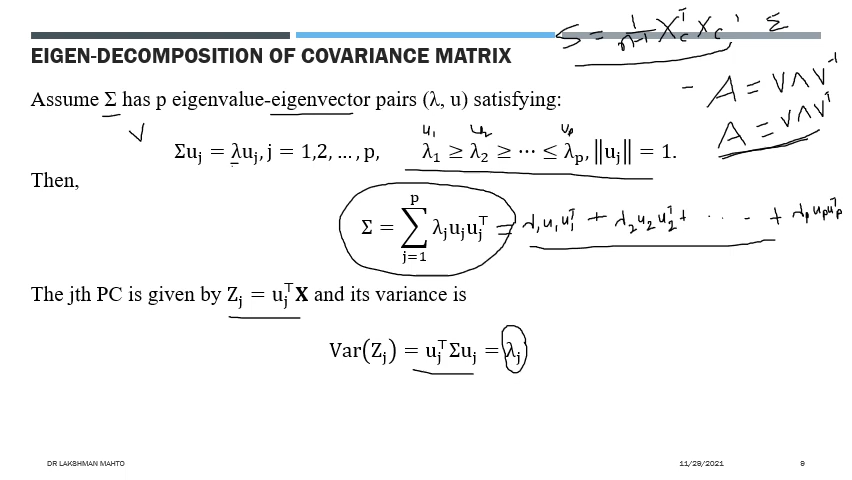 S = 1/n-1 X_c^T X_c , Σ
EIGEN-DECOMPOSITION OF COVARIANCE MATRIX
- A = V Λ V^-1
Assume Σ has p eigenvalue-eigenvector pairs (λ, u) satisfying:
A = V Λ V^T
u_1 u_2 u_p
Σu_j = λu_j, j = 1,2, … , p, λ_1 ≥ λ_2 ≥ ⋯ ≤ λ_p, ||u_j|| = 1.
Then,
Σ = ∑_{j=1}^{p} λ_j u_j u_j^T = λ_1 u_1 u_1^T + λ_2 u_2 u_2^T + . . . - + λ_p u_p u_p^T
The jth PC is given by Z_j = u_j^T X and its variance is
Var(Z_j) = u_j^T Σu_j = λ_j
DR LAKSHMAN MAHTO 11/29/2021 9